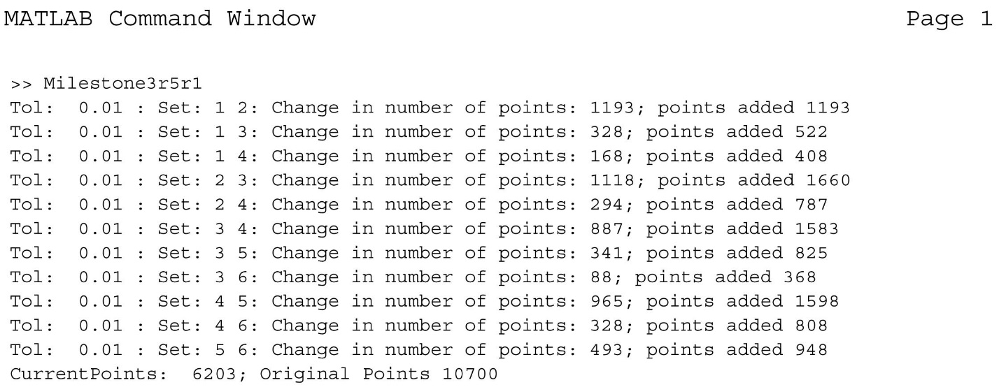 MATLAB Command Window Page 1
>> Milestone3r5r1
Tol:  0.01 : Set: 1 2: Change in number of points: 1193; points added 1193
Tol:  0.01 : Set: 1 3: Change in number of points: 328; points added 522
Tol:  0.01 : Set: 1 4: Change in number of points: 168; points added 408
Tol:  0.01 : Set: 2 3: Change in number of points: 1118; points added 1660
Tol:  0.01 : Set: 2 4: Change in number of points: 294; points added 787
Tol:  0.01 : Set: 3 4: Change in number of points: 887; points added 1583
Tol:  0.01 : Set: 3 5: Change in number of points: 341; points added 825
Tol:  0.01 : Set: 3 6: Change in number of points: 88; points added 368
Tol:  0.01 : Set: 4 5: Change in number of points: 965; points added 1598
Tol:  0.01 : Set: 4 6: Change in number of points: 328; points added 808
Tol:  0.01 : Set: 5 6: Change in number of points: 493; points added 948
CurrentPoints:  6203; Original Points 10700